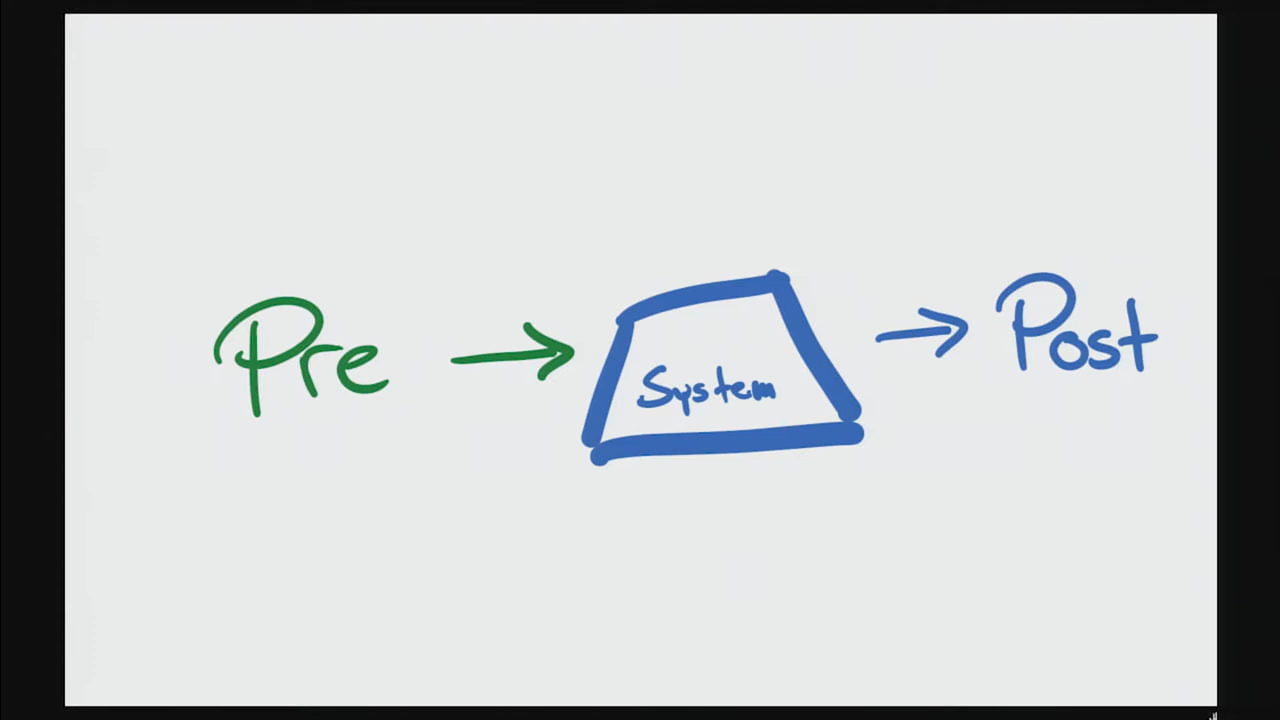 Pre → System → Post